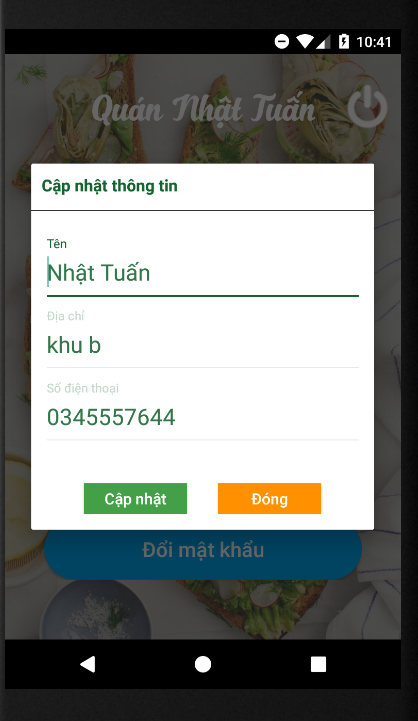 10:41
Quán Nhật Tuấn
Cập nhật thông tin
Tên
Nhật Tuấn
Địa chỉ
khu b
Số điện thoại
0345557644
Cập nhật
Đóng
Đổi mật khẩu